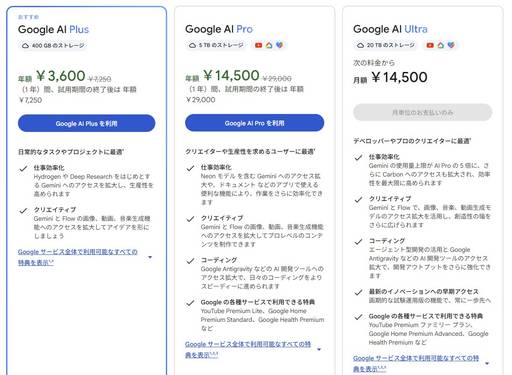 おすすめ
Google AI Plus
400 GB のストレージ
年額 ¥3,600 ¥7,250
（1 年）間、試用期間の終了後は 年額
¥7,250
Google AI Plus を利用
日常的なタスクやプロジェクトに最適¹
仕事効率化
Hydrogen や Deep Research をはじめとす
る Gemini へのアクセスを拡大し、生産性を
高められます
クリエイティブ
Gemini と Flow の画像、動画、音楽生成機
能へのアクセスを拡大してアイデアを形に
しましょう
Google サービス全体で利用可能なすべての
特典を表示
Google AI Pro
5 TB のストレージ
年額 ¥14,500 ¥29,000
（1 年）間、試用期間の終了後は 年額
¥29,000
Google AI Pro を利用
クリエイターや生産性を求めるユーザーに最適¹
仕事効率化
Neon モデルを含む Gemini へのアクセス拡
大や、ドキュメント などのアプリで使える
便利な機能により、作業をさらに効率化でき
ます
クリエイティブ
Gemini と Flow の画像、動画、音楽生成機能
へのアクセスを拡大してプロレベルのコンテ
ンツを制作できます
コーディング
Google Antigravity などの AI 開発ツールへの
アクセス拡大で、日々のコーディングをより
スピーディーに進められます
Google の各種サービスで利用できる特典
YouTube Premium Lite、Google Home
Premium Standard、Google Health Premium
など
Google サービス全体で利用可能なすべての特
典を表示
Google AI Ultra
20 TB のストレージ
次の料金から
月額 ¥14,500
月単位のお支払いのみ
デベロッパーやプロのクリエイターに最適¹
仕事効率化
Gemini の使用量上限が AI Pro の 5 倍に、さ
らに Carbon へのアクセスも拡大され、効率
性を最大限に高められます
クリエイティブ
Gemini と Flow で、画像、音楽、動画生成モ
デルのアクセス拡大を活用し、創造性の幅を
さらに広げられます
コーディング
エージェント型開発の活用と Google
Antigravity などの AI 開発ツールのアクセス
拡大で、開発アウトプットをさらに強化でき
ます
最新のイノベーションへの早期アクセス
画期的な試験運用版の機能で、常に一歩先へ
Google の各種サービスで利用できる特典
YouTube Premium ファミリー プラン、
Google Home Premium Advanced、Google
Health Premium など
Google サービス全体で利用可能なすべての特
典を表示